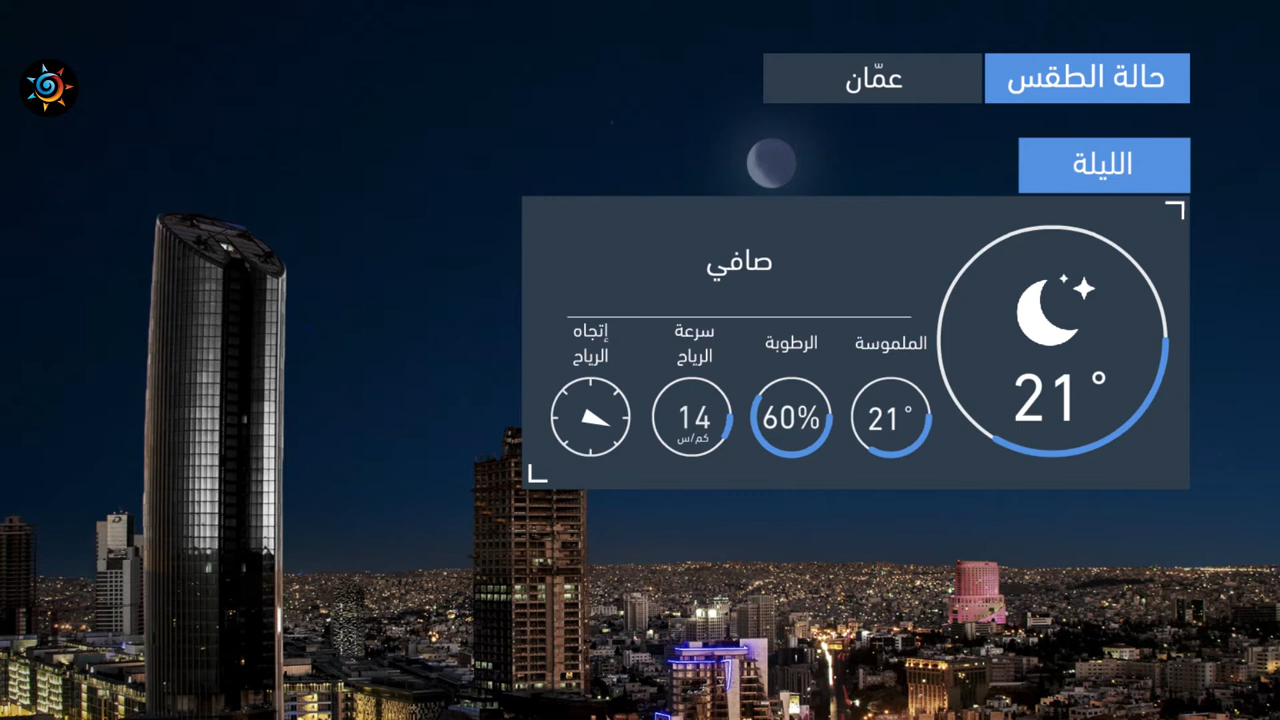 حالة الطقس
عمّان
الليلة
صافي
21°
الملموسة
21°
الرطوبة
60%
سرعة
الرياح
14
كم/س
إتجاه
الرياح